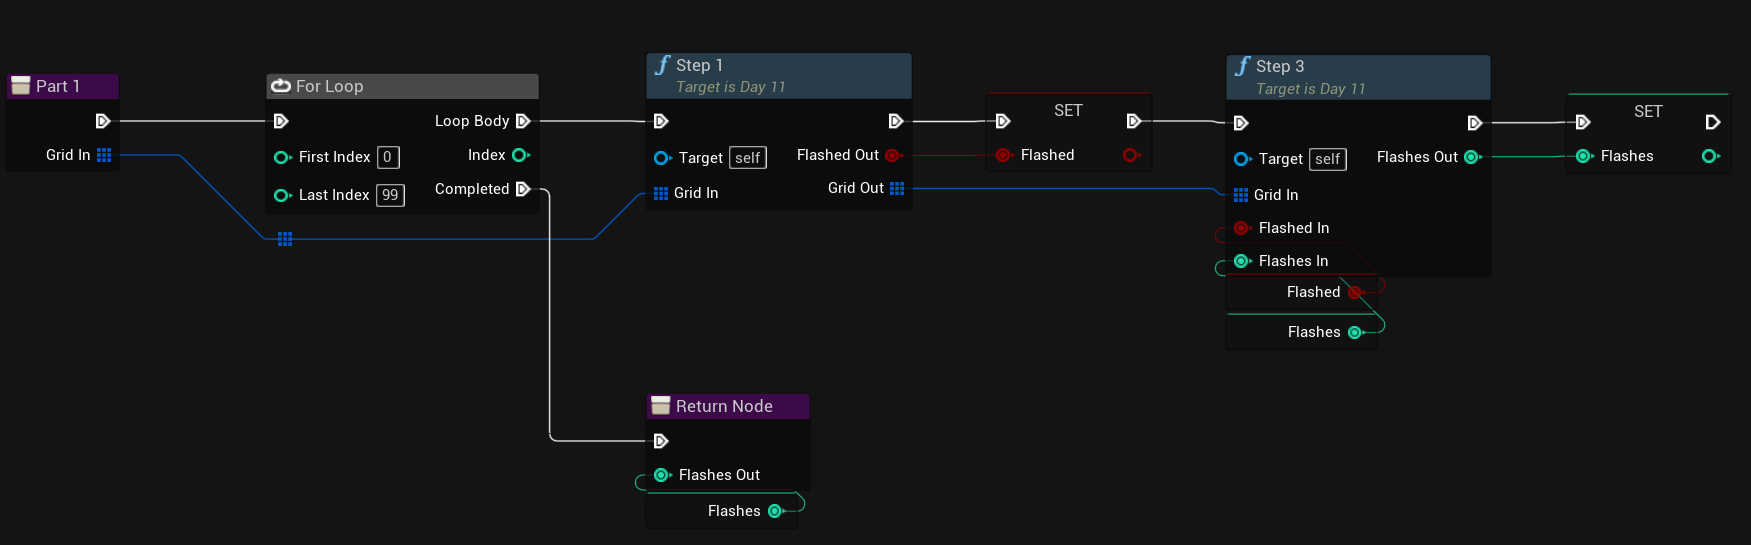 Part 1
Grid In
For Loop
Loop Body
First Index 0
Index
Last Index 99
Completed
Step 1
Target is Day 11
Target self
Flashed Out
Grid In
Grid Out
SET
Flashed
Step 3
Target is Day 11
Target self
Flashes Out
Grid In
Flashed In
Flashes In
Flashed
Flashes
SET
Flashes
Return Node
Flashes Out
Flashes